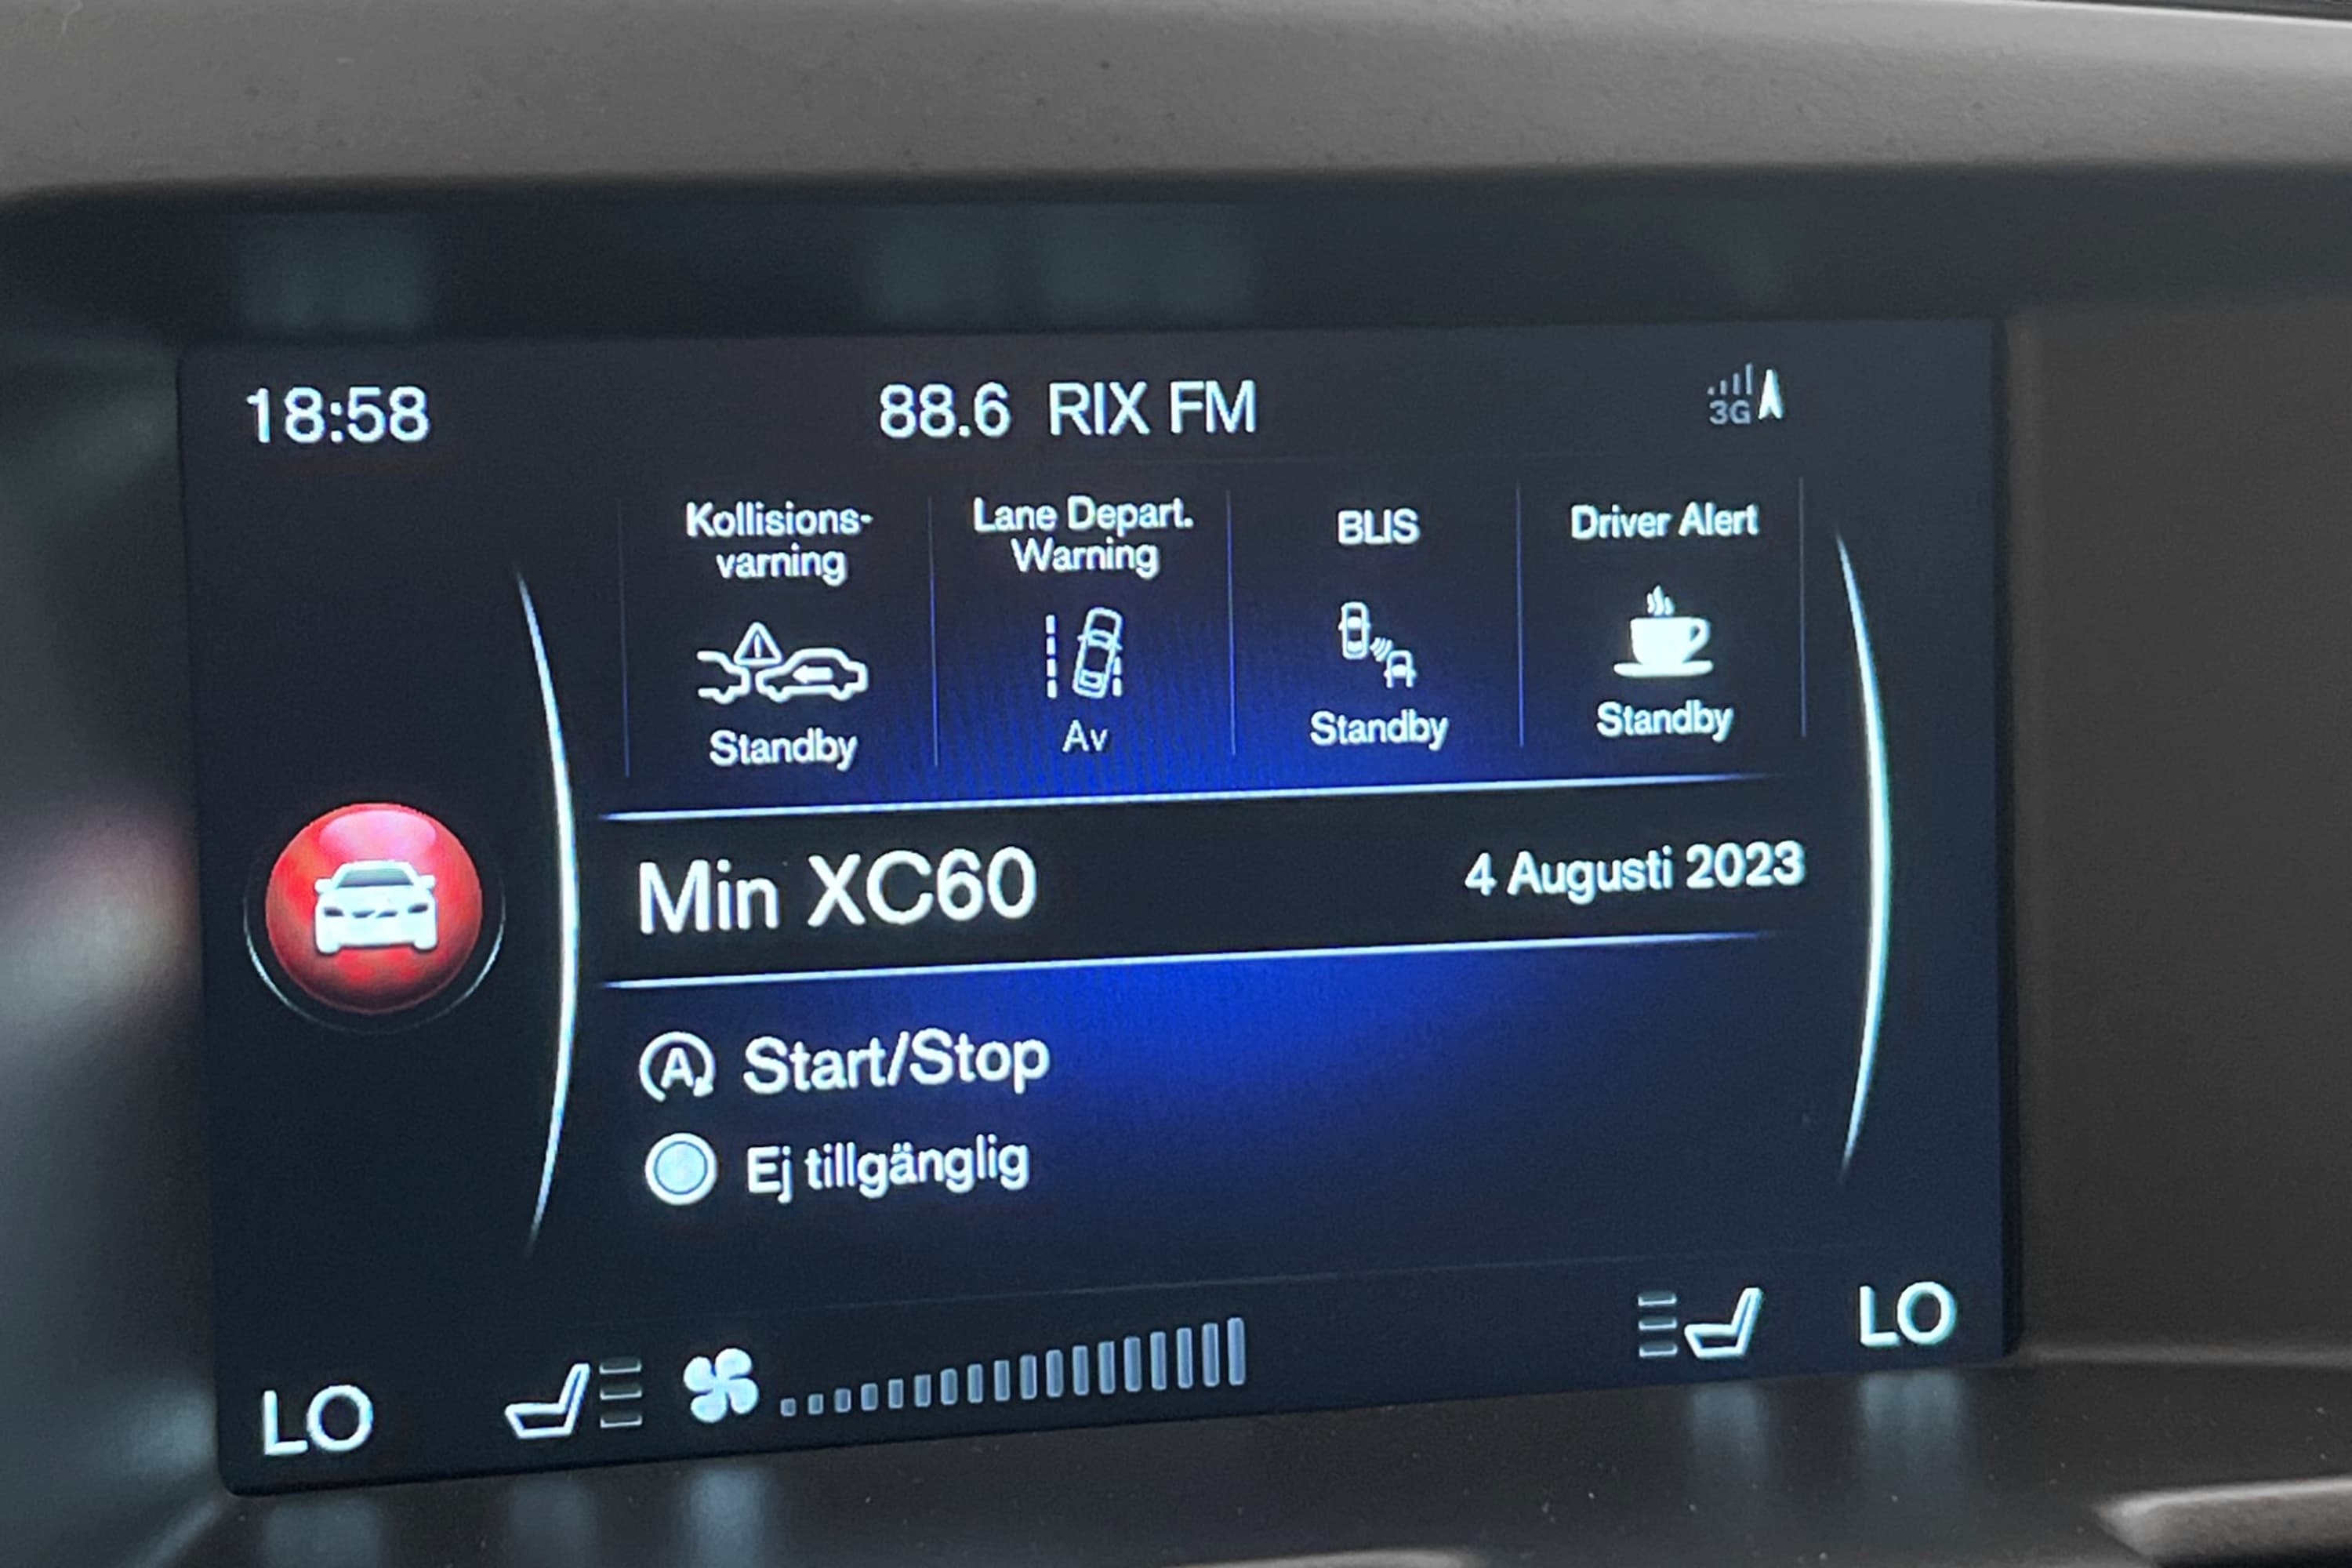 18:58
88.6 RIX FM
3G
Kollisions-
varning
Standby
Lane Depart.
Warning
Av
BLIS
Standby
Driver Alert
Standby
Min XC60
4 Augusti 2023
A Start/Stop
Ej tillgänglig
LO
LO